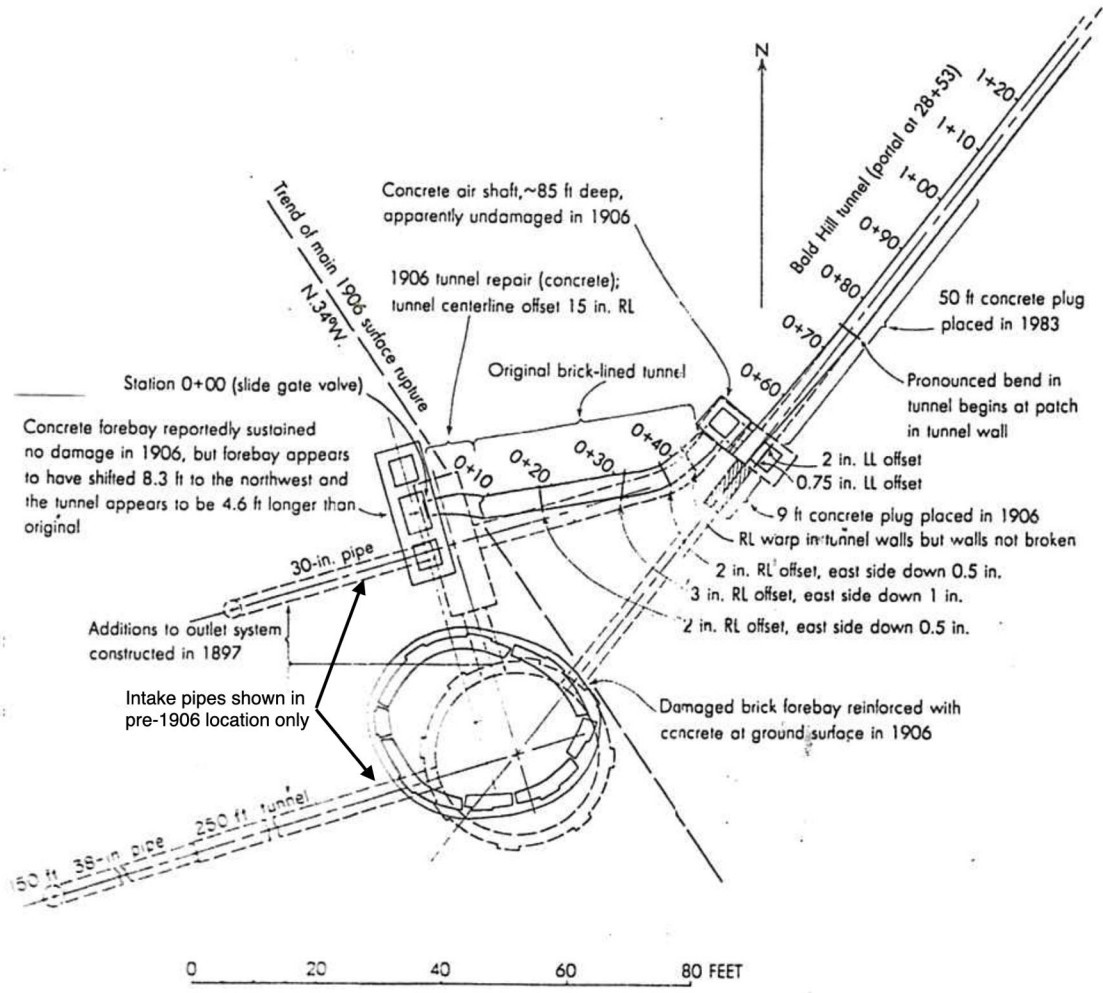 N
Bald Hill tunnel (portal at 28+53)
1+20
1+10
1+00
0+90
0+80
0+70
0+60
Trend of main 1906 surface rupture
N.34°W.
Concrete air shaft,~85 ft deep,
apparently undamaged in 1906
1906 tunnel repair (concrete);
tunnel centerline offset 15 in. RL
50 ft concrete plug
placed in 1983
Original brick-lined tunnel
Station 0+00 (slide gate valve)
Pronounced bend in
tunnel begins at patch
in tunnel wall
Concrete forebay reportedly sustained
no damage in 1906, but forebay appears
to have shifted 8.3 ft to the northwest and
the tunnel appears to be 4.6 ft longer than
original
0+10
0+20
0+30
0+40
2 in. LL offset
0.75 in. LL offset
9 ft concrete plug placed in 1906
RL warp in tunnel walls but walls not broken
30-in. pipe
2 in. RL offset, east side down 0.5 in.
3 in. RL offset, east side down 1 in.
2 in. RL offset, east side down 0.5 in.
Additions to outlet system
constructed in 1897
Intake pipes shown in
pre-1906 location only
Damaged brick forebay reinforced with
concrete at ground surface in 1906
150 ft 38-in pipe
250 ft tunnel
0 20 40 60 80 FEET